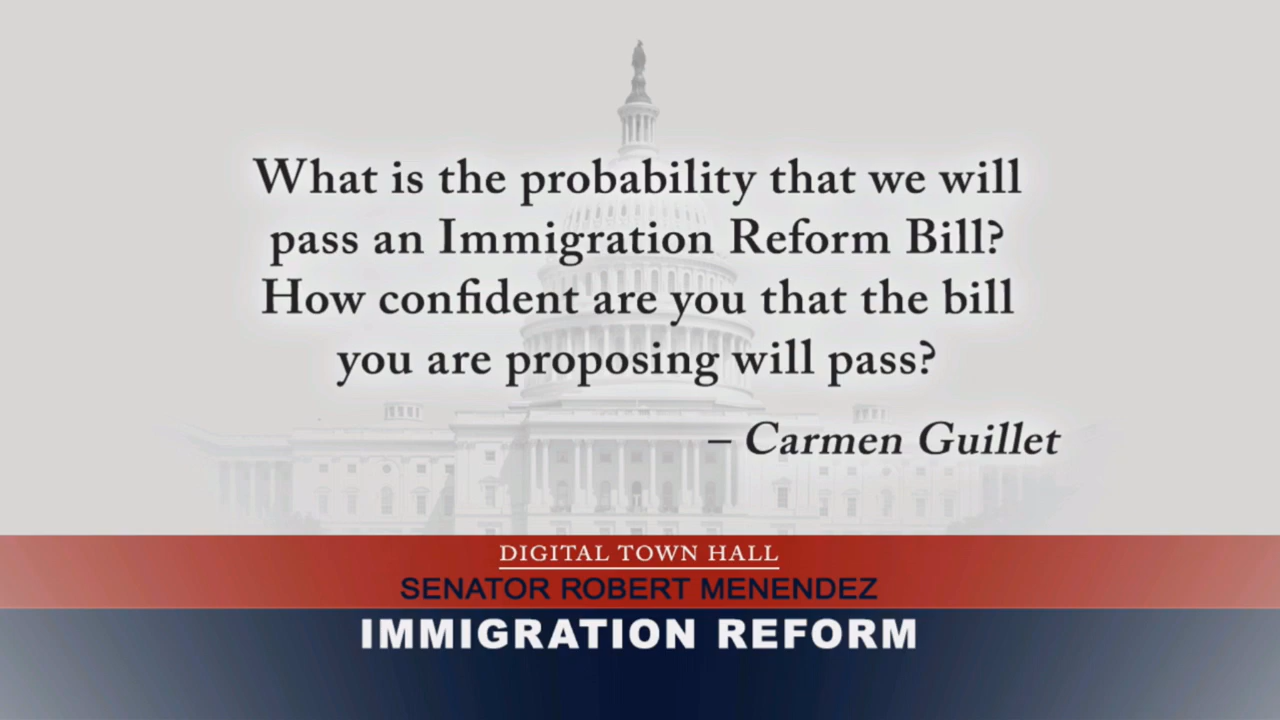 What is the probability that we will
pass an Immigration Reform Bill?
How confident are you that the bill
you are proposing will pass?
– Carmen Guillet
DIGITAL TOWN HALL
SENATOR ROBERT MENENDEZ
IMMIGRATION REFORM